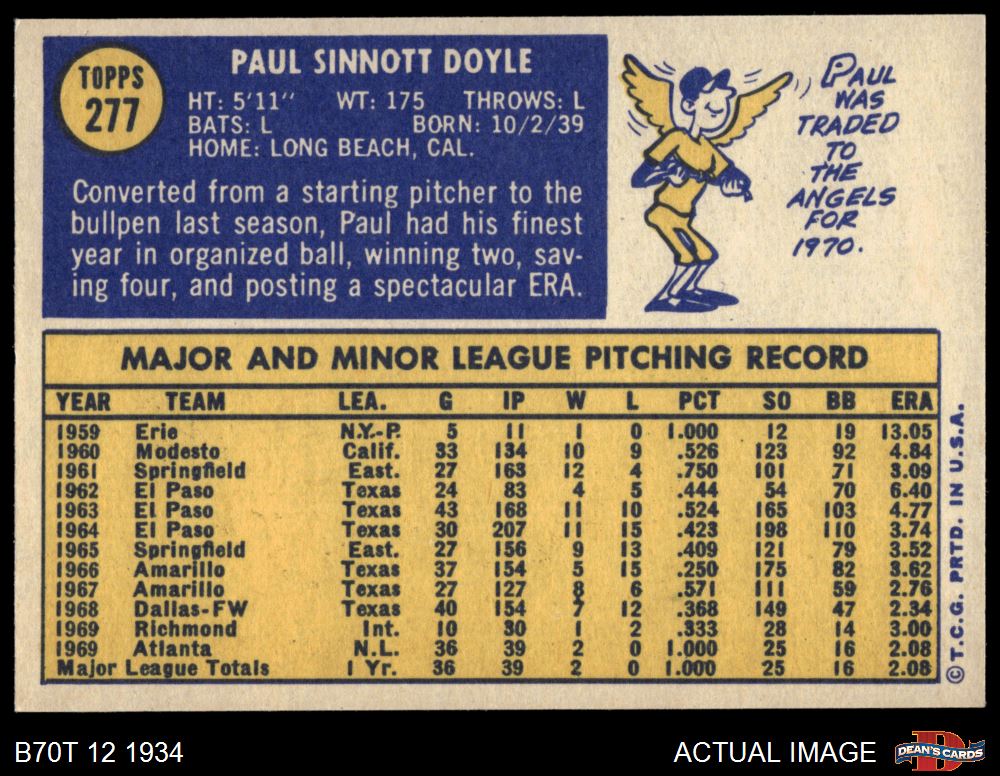 TOPPS
277
PAUL SINNOTT DOYLE
HT: 5'11" WT: 175 THROWS: L
BATS: L BORN: 10/2/39
HOME: LONG BEACH, CAL.
Converted from a starting pitcher to the
bullpen last season, Paul had his finest
year in organized ball, winning two, sav-
ing four, and posting a spectacular ERA.
PAUL
WAS
TRADED
TO
THE
ANGELS
FOR
1970.
MAJOR AND MINOR LEAGUE PITCHING RECORD
YEAR TEAM LEA. G IP W L PCT SO BB ERA
1959 Erie N.Y.-P. 5 11 1 0 1.000 12 19 13.05
1960 Modesto Calif. 33 134 10 9 .526 123 92 4.84
1961 Springfield East. 27 163 12 4 .750 101 71 3.09
1962 El Paso Texas 24 83 4 5 .444 54 70 6.40
1963 El Paso Texas 43 168 11 10 .524 165 103 4.77
1964 El Paso Texas 30 207 11 15 .423 198 110 3.74
1965 Springfield East. 27 156 9 13 .409 121 79 3.52
1966 Amarillo Texas 37 154 5 15 .250 175 82 3.62
1967 Amarillo Texas 27 127 8 6 .571 111 59 2.76
1968 Dallas-FW Texas 40 154 7 12 .368 149 47 2.34
1969 Richmond Int. 10 30 1 2 .333 28 14 3.00
1969 Atlanta N.L. 36 39 2 0 1.000 25 16 2.08
Major League Totals 1 Yr. 36 39 2 0 1.000 25 16 2.08
© T.C.G. PRTD. IN U.S.A.
B70T 12 1934
ACTUAL IMAGE
D
DEAN'S CARDS